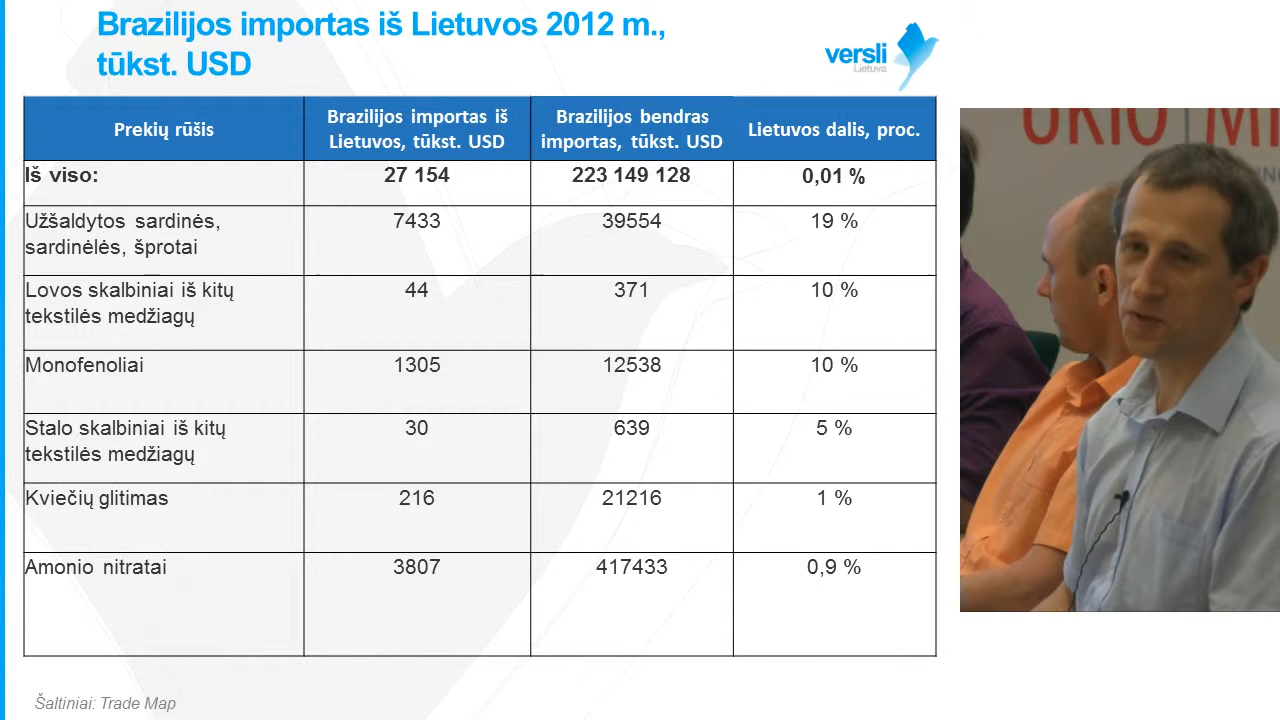 Brazilijos importas iš Lietuvos 2012 m.,
tūkst. USD
versli
Lietuva
Prekių rūšis
Brazilijos importas iš
Lietuvos, tūkst. USD
Brazilijos bendras
importas, tūkst. USD
Lietuvos dalis, proc.
Iš viso:
27 154
223 149 128
0,01 %
Užšaldytos sardinės,
sardinėlės, šprotai
7433
39554
19 %
Lovos skalbiniai iš kitų
tekstilės medžiagų
44
371
10 %
Monofenoliai
1305
12538
10 %
Stalo skalbiniai iš kitų
tekstilės medžiagų
30
639
5 %
Kviečių glitimas
216
21216
1 %
Amonio nitratai
3807
417433
0,9 %
Šaltiniai: Trade Map
ŪKIO MI